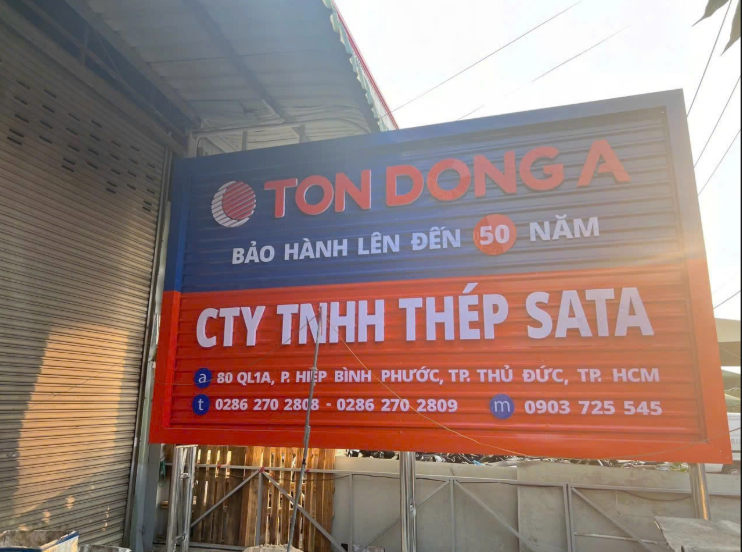 TON DONG A
BẢO HÀNH LÊN ĐẾN 50 NĂM
CTY TNHH THÉP SATA
a 80 QL1A, P. HIỆP BÌNH PHƯỚC, TP. THỦ ĐỨC, TP. HCM
t 0286 270 2808 - 0286 270 2809 m 0903 725 545